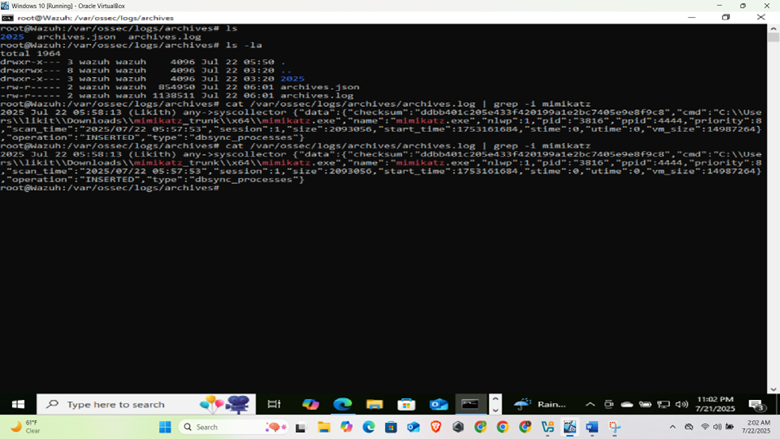 Windows 10 [Running] - Oracle VirtualBox
root@Wazuh: /var/ossec/logs/archives
root@Wazuh:/var/ossec/logs/archives# ls
2025  archives.json  archives.log
root@Wazuh:/var/ossec/logs/archives# ls -la
total 1964
drwxr-x--- 3 wazuh wazuh    4096 Jul 22 05:50 .
drwxrwx--- 8 wazuh wazuh    4096 Jul 22 03:20 ..
drwxr-x--- 3 wazuh wazuh    4096 Jul 22 03:20 2025
-rw-r----- 2 wazuh wazuh  854950 Jul 22 06:01 archives.json
-rw-r----- 2 wazuh wazuh 1138511 Jul 22 06:01 archives.log
root@Wazuh:/var/ossec/logs/archives# cat /var/ossec/logs/archives/archives.log | grep -i mimikatz
2025 Jul 22 05:58:13 (Likith) any->syscollector {"data":{"checksum":"ddbb401c205e433f420199a1e2bc7405e9e8f9c8","cmd":"C:\\Use
rs\\likit\\Downloads\\mimikatz_trunk\\x64\\mimikatz.exe","name":"mimikatz.exe","nlwp":1,"pid":"3816","ppid":4444,"priority":8
,"scan_time":"2025/07/22 05:57:53","session":1,"size":2093056,"start_time":1753161684,"stime":0,"utime":0,"vm_size":14987264}
,"operation":"INSERTED","type":"dbsync_processes"}
root@Wazuh:/var/ossec/logs/archives# cat /var/ossec/logs/archives/archives.log | grep -i mimikatz
2025 Jul 22 05:58:13 (Likith) any->syscollector {"data":{"checksum":"ddbb401c205e433f420199a1e2bc7405e9e8f9c8","cmd":"C:\\Use
rs\\likit\\Downloads\\mimikatz_trunk\\x64\\mimikatz.exe","name":"mimikatz.exe","nlwp":1,"pid":"3816","ppid":4444,"priority":8
,"scan_time":"2025/07/22 05:57:53","session":1,"size":2093056,"start_time":1753161684,"stime":0,"utime":0,"vm_size":14987264}
,"operation":"INSERTED","type":"dbsync_processes"}
root@Wazuh:/var/ossec/logs/archives#
Type here to search
Rain...
11:02 PM
7/21/2025
61°F
Clear
Search
2:02 AM
7/22/2025